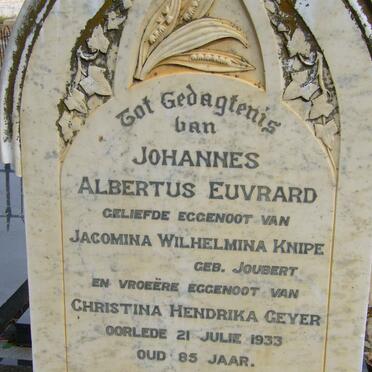 Tot Gedagtenis
van
JOHANNES
ALBERTUS EUVRARD
GELIEFDE EGGENOOT VAN
JACOMINA WILHELMINA KNIPE
GEB. JOUBERT
EN VROEËRE EGGENOOT VAN
CHRISTINA HENDRIKA GEYER
OORLEDE 21 JULIE 1933
OUD 85 JAAR.